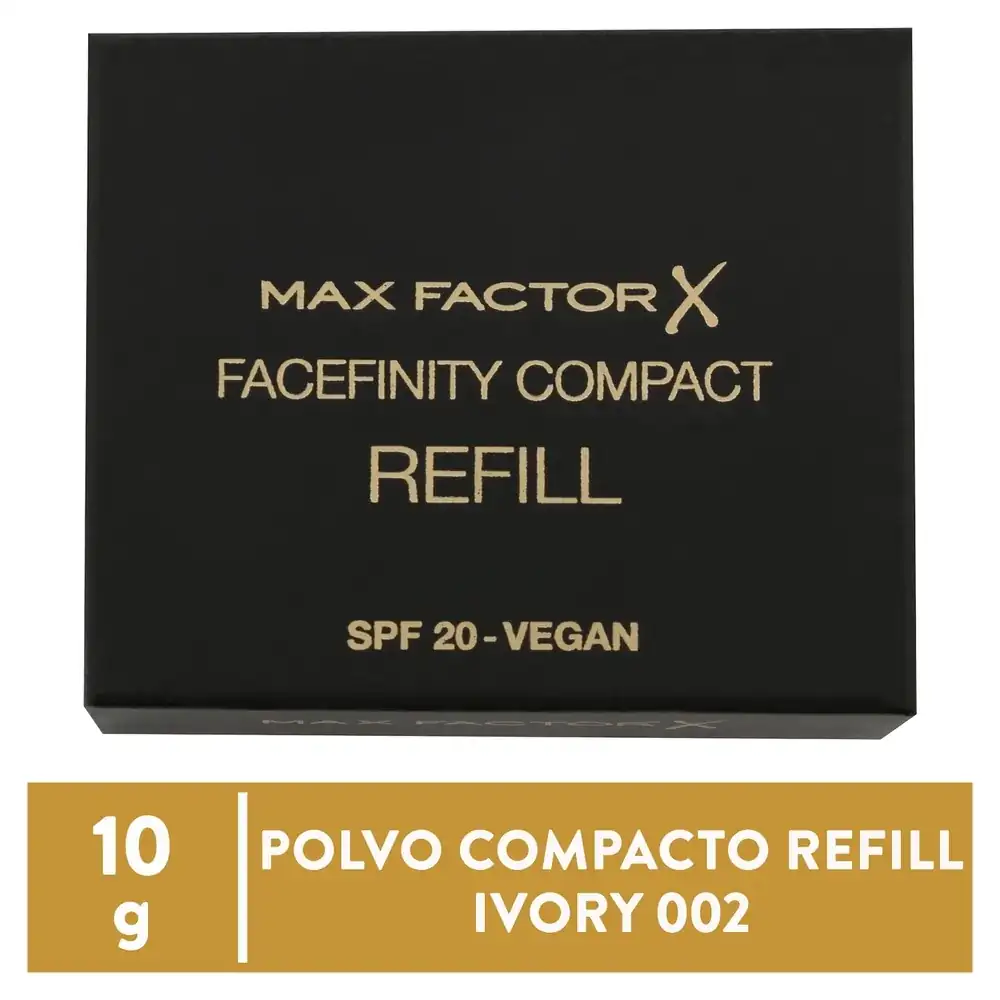 MAX FACTOR X
FACEFINITY COMPACT
REFILL
SPF 20 - VEGAN
MAX FACTOR X
10
g
POLVO COMPACTO REFILL
IVORY 002